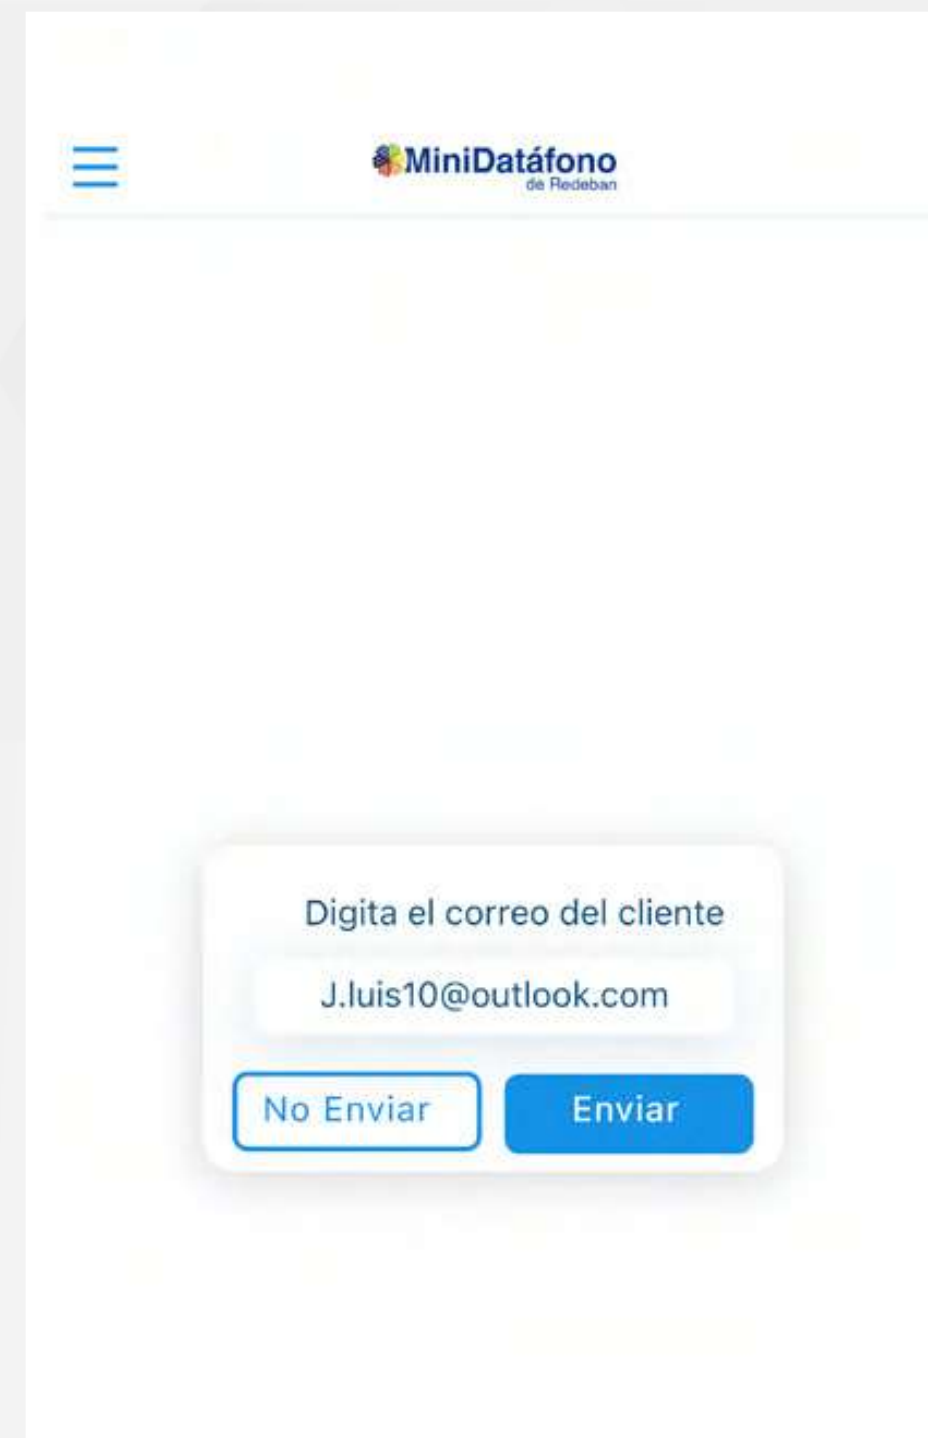 MiniDatáfono
de Redeban
Digita el correo del cliente
J.luis10@outlook.com
No Enviar
Enviar